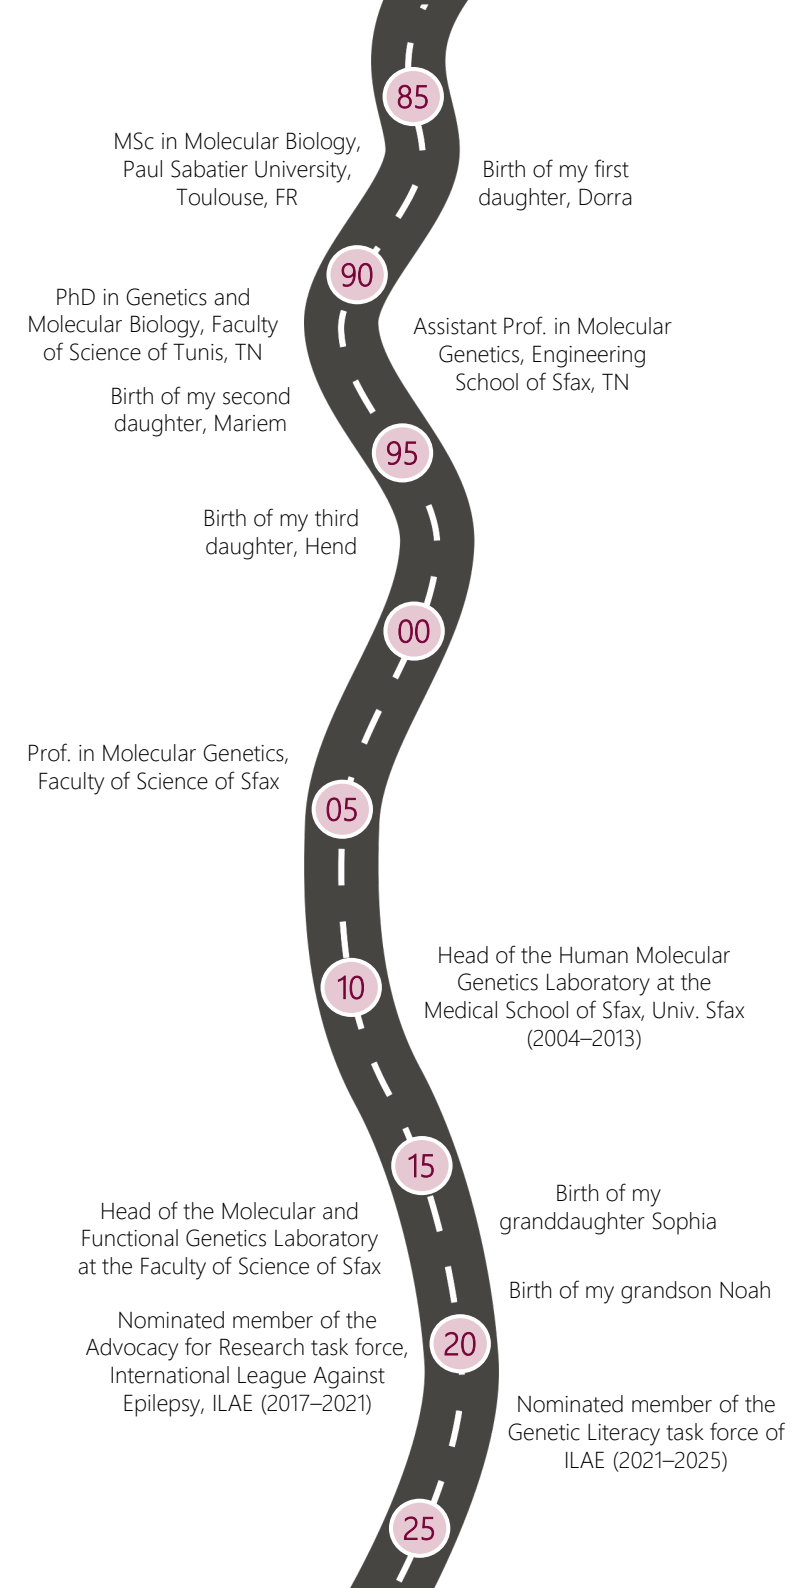 85
MSc in Molecular Biology,
Paul Sabatier University,
Toulouse, FR
Birth of my first
daughter, Dorra
90
PhD in Genetics and
Molecular Biology, Faculty
of Science of Tunis, TN
Assistant Prof. in Molecular
Genetics, Engineering
School of Sfax, TN
Birth of my second
daughter, Mariem
95
Birth of my third
daughter, Hend
00
Prof. in Molecular Genetics,
Faculty of Science of Sfax
05
Head of the Human Molecular
Genetics Laboratory at the
Medical School of Sfax, Univ. Sfax
(2004–2013)
10
15
Birth of my
granddaughter Sophia
Head of the Molecular and
Functional Genetics Laboratory
at the Faculty of Science of Sfax
Birth of my grandson Noah
Nominated member of the
Advocacy for Research task force,
International League Against
Epilepsy, ILAE (2017–2021)
20
Nominated member of the
Genetic Literacy task force of
ILAE (2021–2025)
25